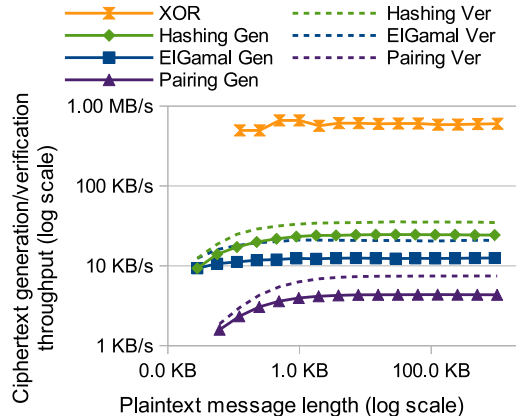 XOR
Hashing Gen
ElGamal Gen
Pairing Gen
Hashing Ver
ElGamal Ver
Pairing Ver
Ciphertext generation/verification
throughput (log scale)
1.00 MB/s
100 KB/s
10 KB/s
1 KB/s
0.0 KB
1.0 KB
100.0 KB
Plaintext message length (log scale)